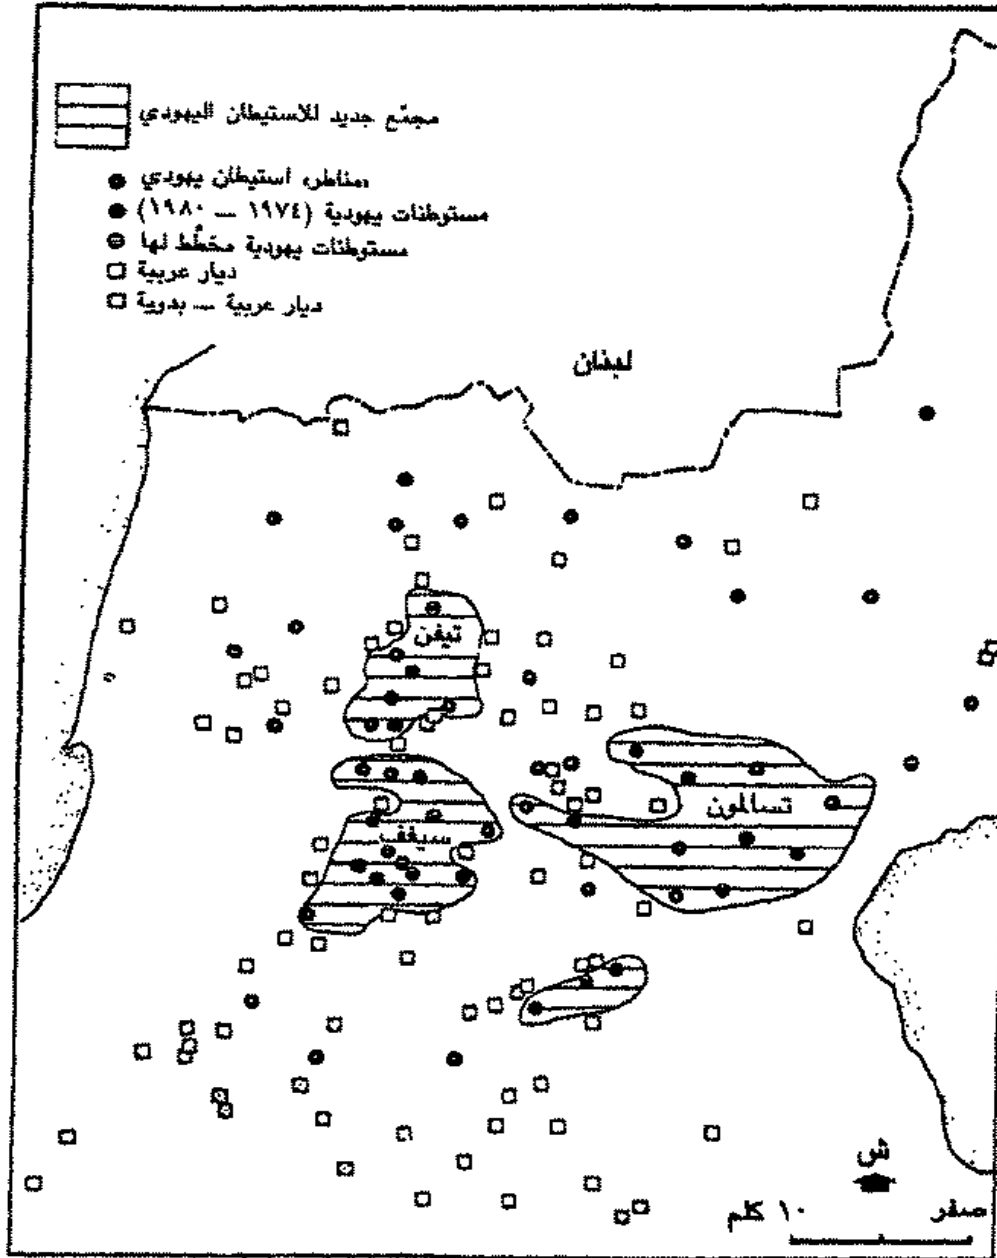 مجمّع جديد للاستيطان اليهودي
مناطر، استيطان يهودي
مستوطنات يهودية (١٩٧٤ — ١٩٨٠)
مستوطنات يهودية مخطّط لها
ديار عربية
ديار عربية — بدوية
لبنان
تيفن
تسالمون
سيغف
ش
صفر ١٠ كلم